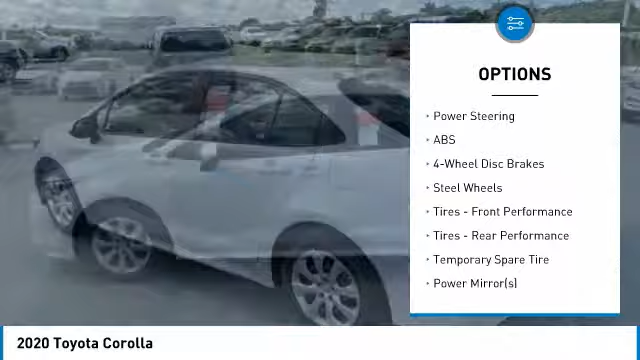 OPTIONS
Power Steering
ABS
4-Wheel Disc Brakes
Steel Wheels
Tires - Front Performance
Tires - Rear Performance
Temporary Spare Tire
Power Mirror(s)
2020 Toyota Corolla